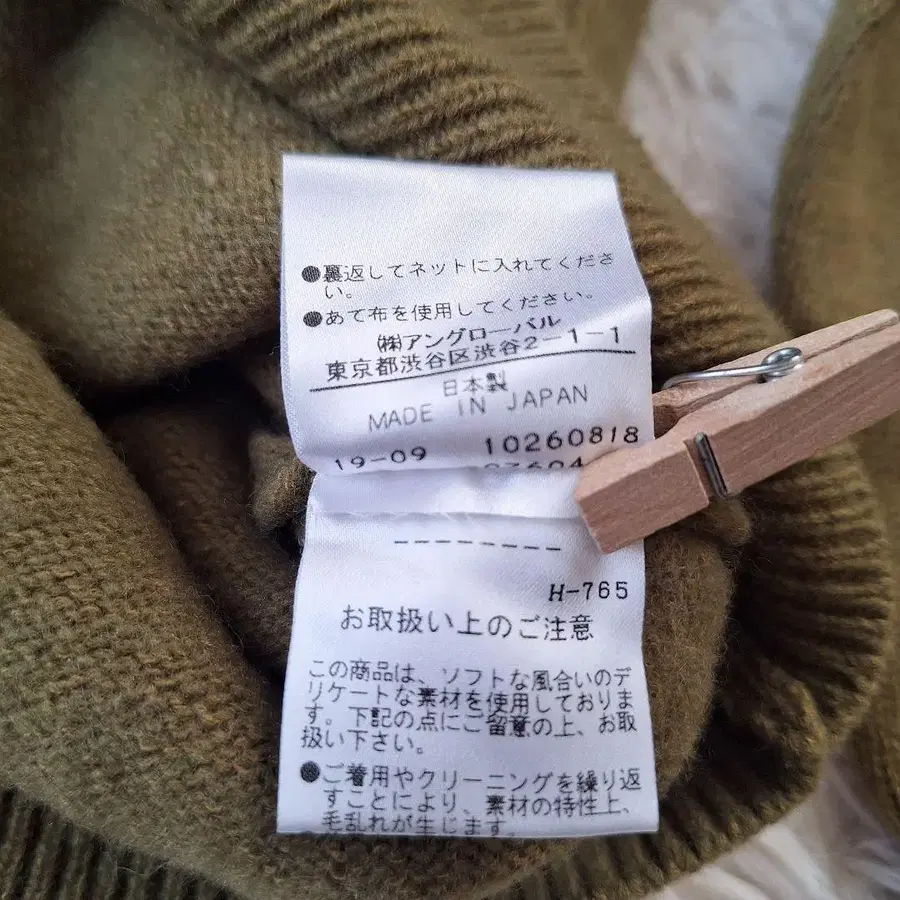 ●裏返してネットに入れてくださ
い。
●あて布を使用してください。
㈱アングローバル
東京都渋谷区渋谷2-1-1
日本製
MADE IN JAPAN
19-09 10260818
--------
H-765
お取扱い上のご注意
この商品は、ソフトな風合いのデ
リケートな素材を使用しておりま
す。下記の点にご留意の上、お取
扱い下さい。
●ご着用やクリーニングを繰り返
すことにより、素材の特性上、
毛乱れが生じます。